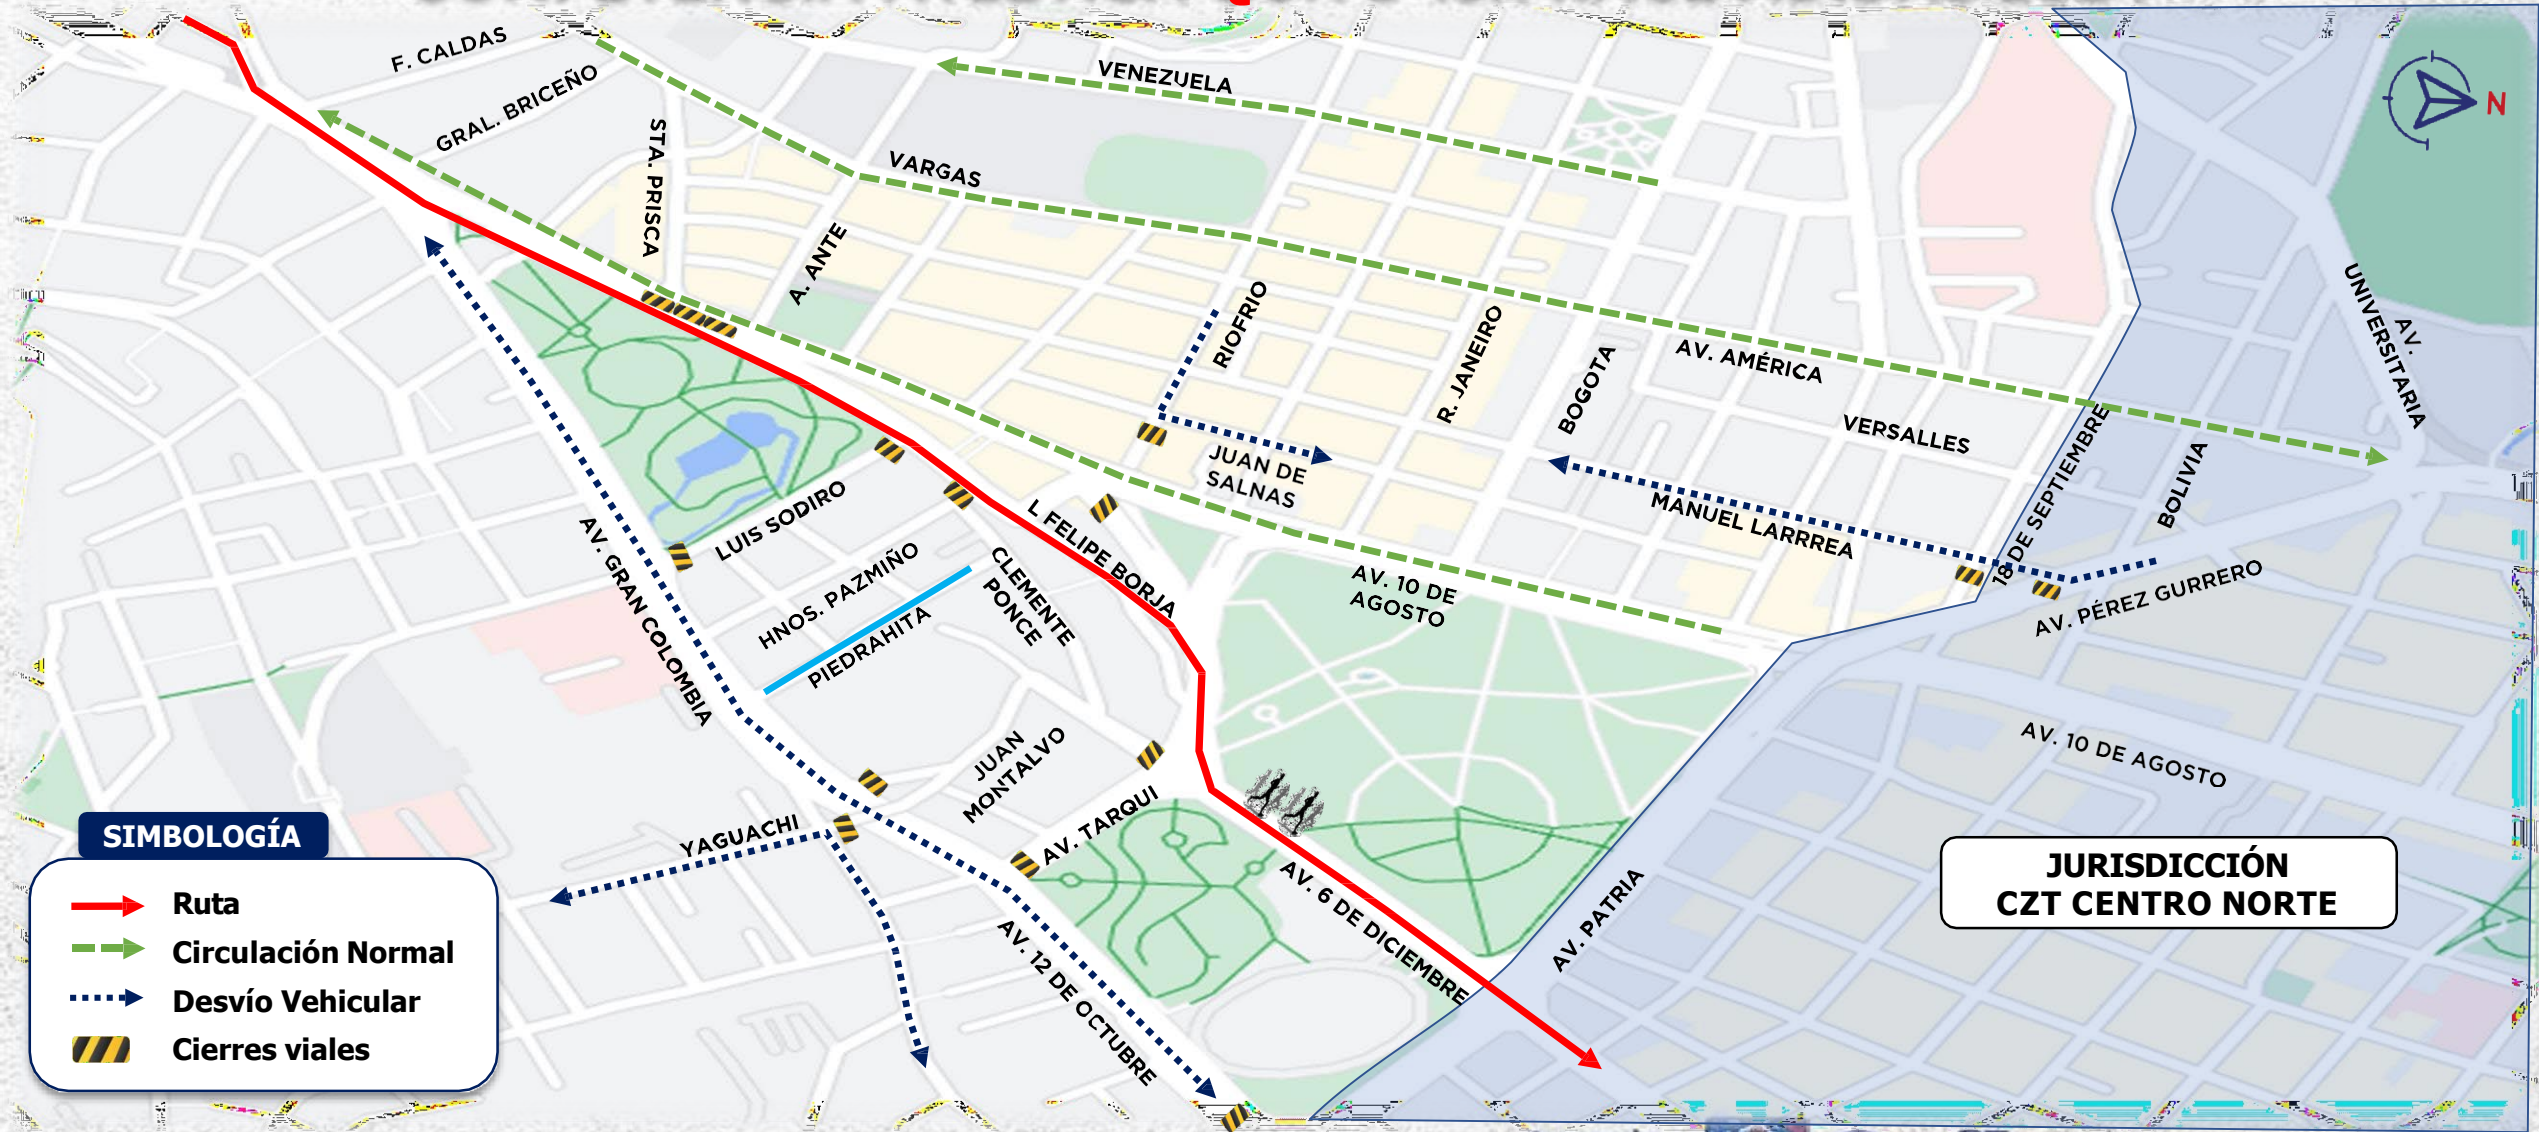 F. CALDAS
GRAL. BRICEÑO
STA. PRISCA
VENEZUELA
VARGAS
A. ANTE
N
RIOFRIO
R. JANEIRO
BOGOTA
AV. AMÉRICA
VERSALLES
AV.
UNIVERSITARIA
JUAN DE
SALNAS
MANUEL LARRREA
18 DE SEPTIEMBRE
BOLIVIA
AV. PÉREZ GURRERO
LUIS SODIRO
L FELIPE BORJA
AV. 10 DE
AGOSTO
AV. GRAN COLOMBIA
HNOS. PAZMIÑO
PIEDRAHITA
CLEMENTE
PONCE
JUAN
MONTALVO
AV. 10 DE AGOSTO
YAGUACHI
AV. TARQUI
AV. 6 DE DICIEMBRE
AV. PATRIA
AV. 12 DE OCTUBRE
JURISDICCIÓN
CZT CENTRO NORTE
SIMBOLOGÍA
Ruta
Circulación Normal
Desvío Vehicular
Cierres viales